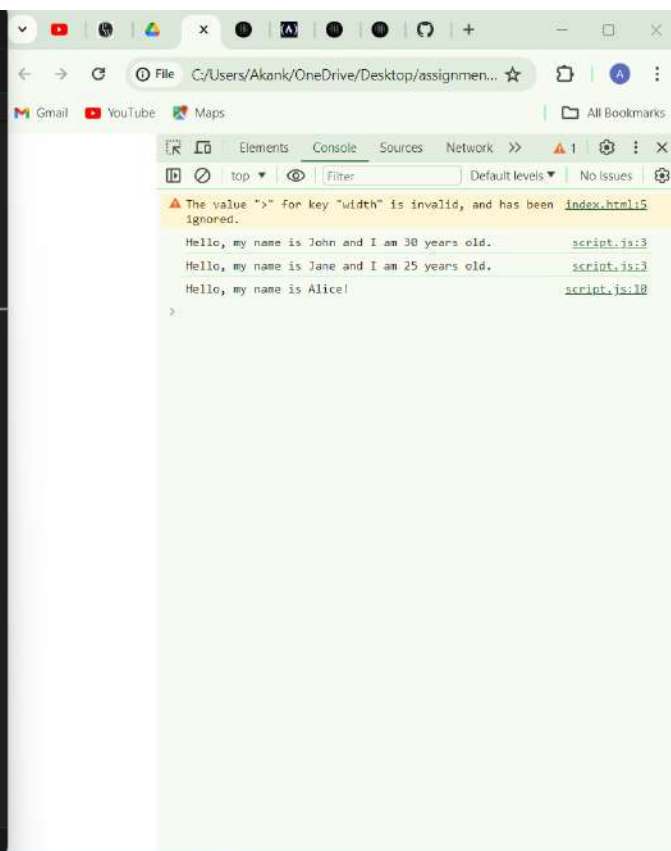 File C:/Users/Akank/OneDrive/Desktop/assignmen... A
Gmail YouTube Maps All Bookmarks
Elements Console Sources Network 1
top Filter Default levels No Issues
The value ">" for key "width" is invalid, and has been index.html:5
ignored.
Hello, my name is John and I am 30 years old. script.js:3
Hello, my name is Jane and I am 25 years old. script.js:3
Hello, my name is Alice! script.js:10